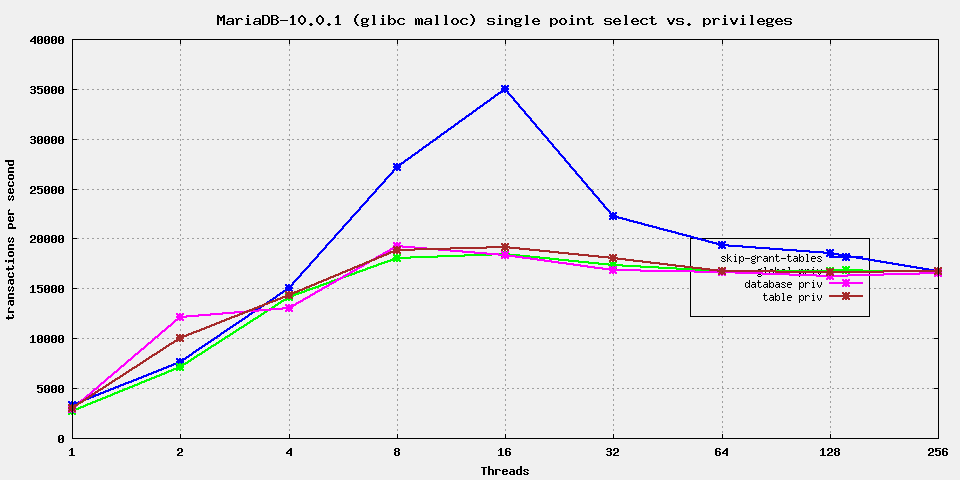 MariaDB-10.0.1 (glibc malloc) single point select vs. privileges
40000
35000
30000
25000
20000
15000
10000
5000
0
transactions per second
skip-grant-tables
global priv
database priv
table priv
1 2 4 8 16 32 64 128 256
Threads